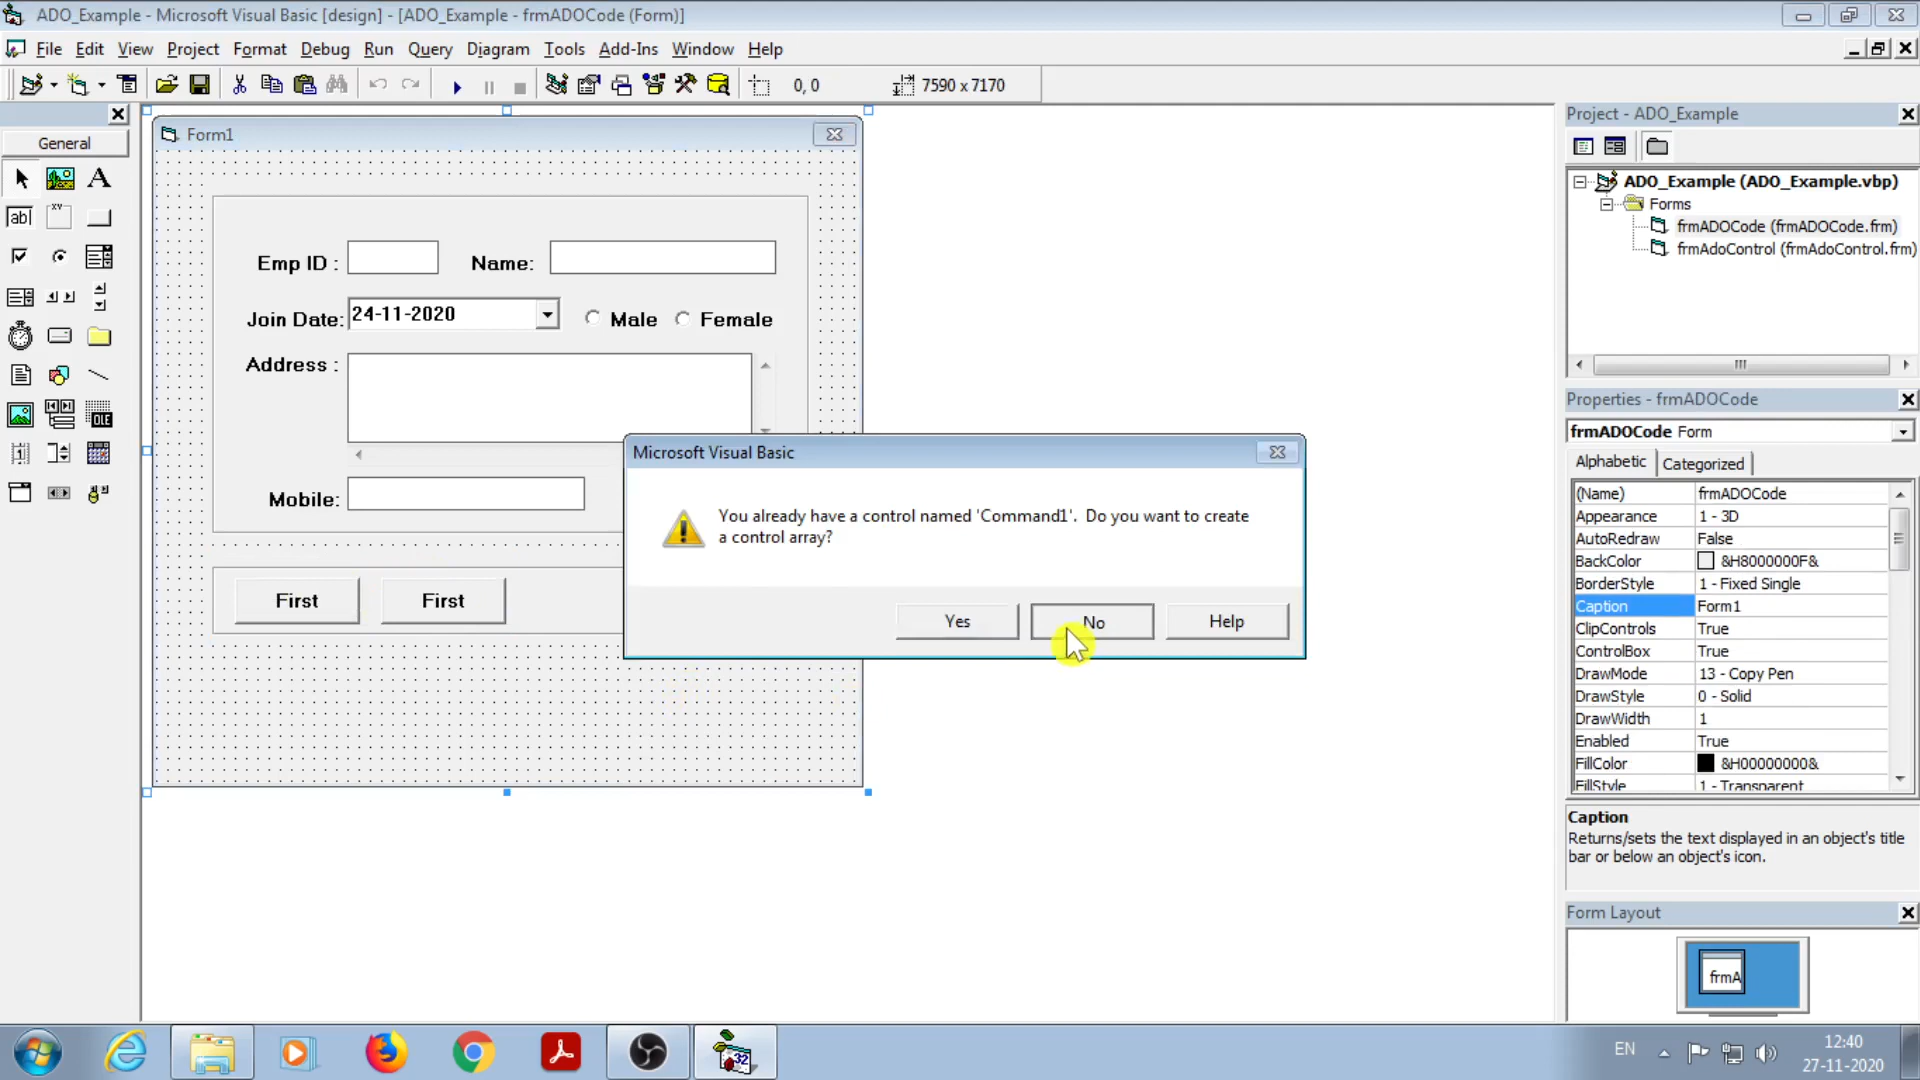 ADO_Example - Microsoft Visual Basic [design] - [ADO_Example - frmADOCode (Form)]
File Edit View Project Format Debug Run Query Diagram Tools Add-Ins Window Help
0, 0 7590 x 7170
General
Form1
Emp ID :
Name:
Join Date: 24-11-2020
Male
Female
Address :
Mobile:
First
First
Microsoft Visual Basic
You already have a control named 'Command1'. Do you want to create
a control array?
Yes
No
Help
Project - ADO_Example
ADO_Example (ADO_Example.vbp)
Forms
frmADOCode (frmADOCode.frm)
frmAdoControl (frmAdoControl.frm)
Properties - frmADOCode
frmADOCode Form
Alphabetic Categorized
(Name) frmADOCode
Appearance 1 - 3D
AutoRedraw False
BackColor &H8000000F&
BorderStyle 1 - Fixed Single
Caption Form1
ClipControls True
ControlBox True
DrawMode 13 - Copy Pen
DrawStyle 0 - Solid
DrawWidth 1
Enabled True
FillColor &H00000000&
FillStyle 1 - Transparent
Caption
Returns/sets the text displayed in an object's title
bar or below an object's icon.
Form Layout
frmA
EN
12:40
27-11-2020